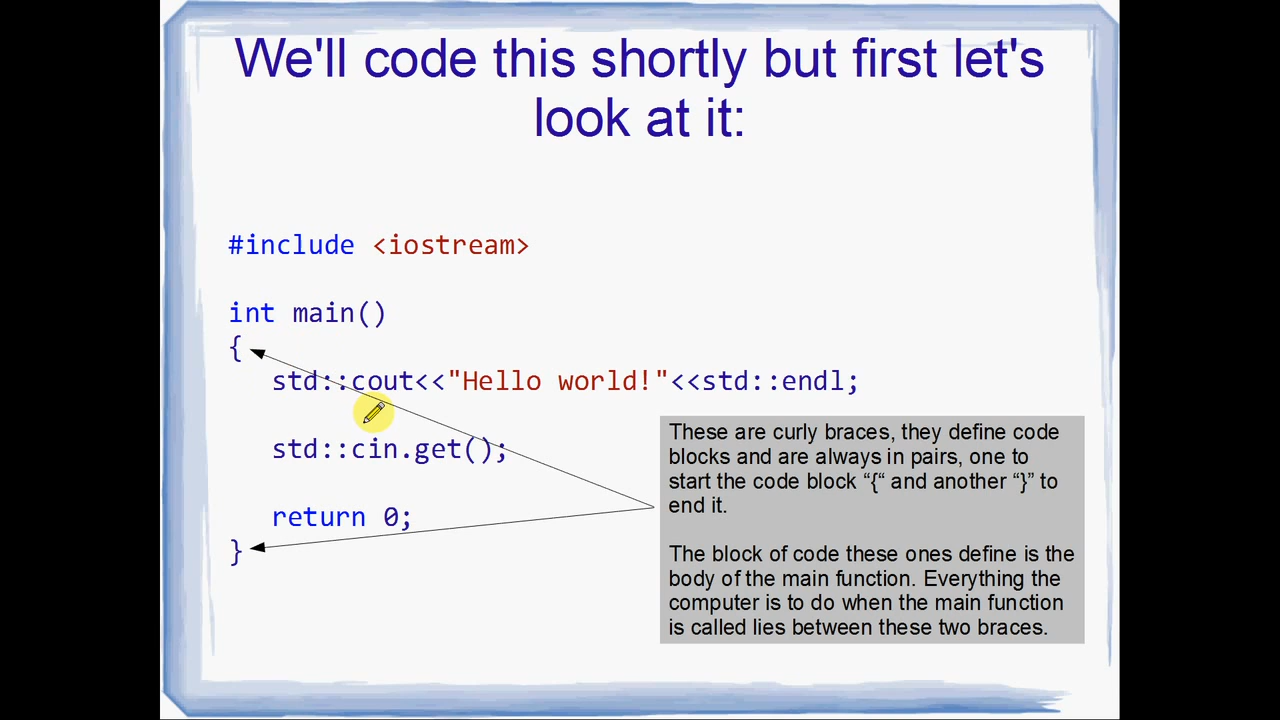 We'll code this shortly but first let's
look at it:
#include <iostream>
int main()
{
std::cout<<"Hello world!"<<std::endl;
std::cin.get();
return 0;
}
These are curly braces, they define code
blocks and are always in pairs, one to
start the code block “{“ and another “}” to
end it.
The block of code these ones define is the
body of the main function. Everything the
computer is to do when the main function
is called lies between these two braces.